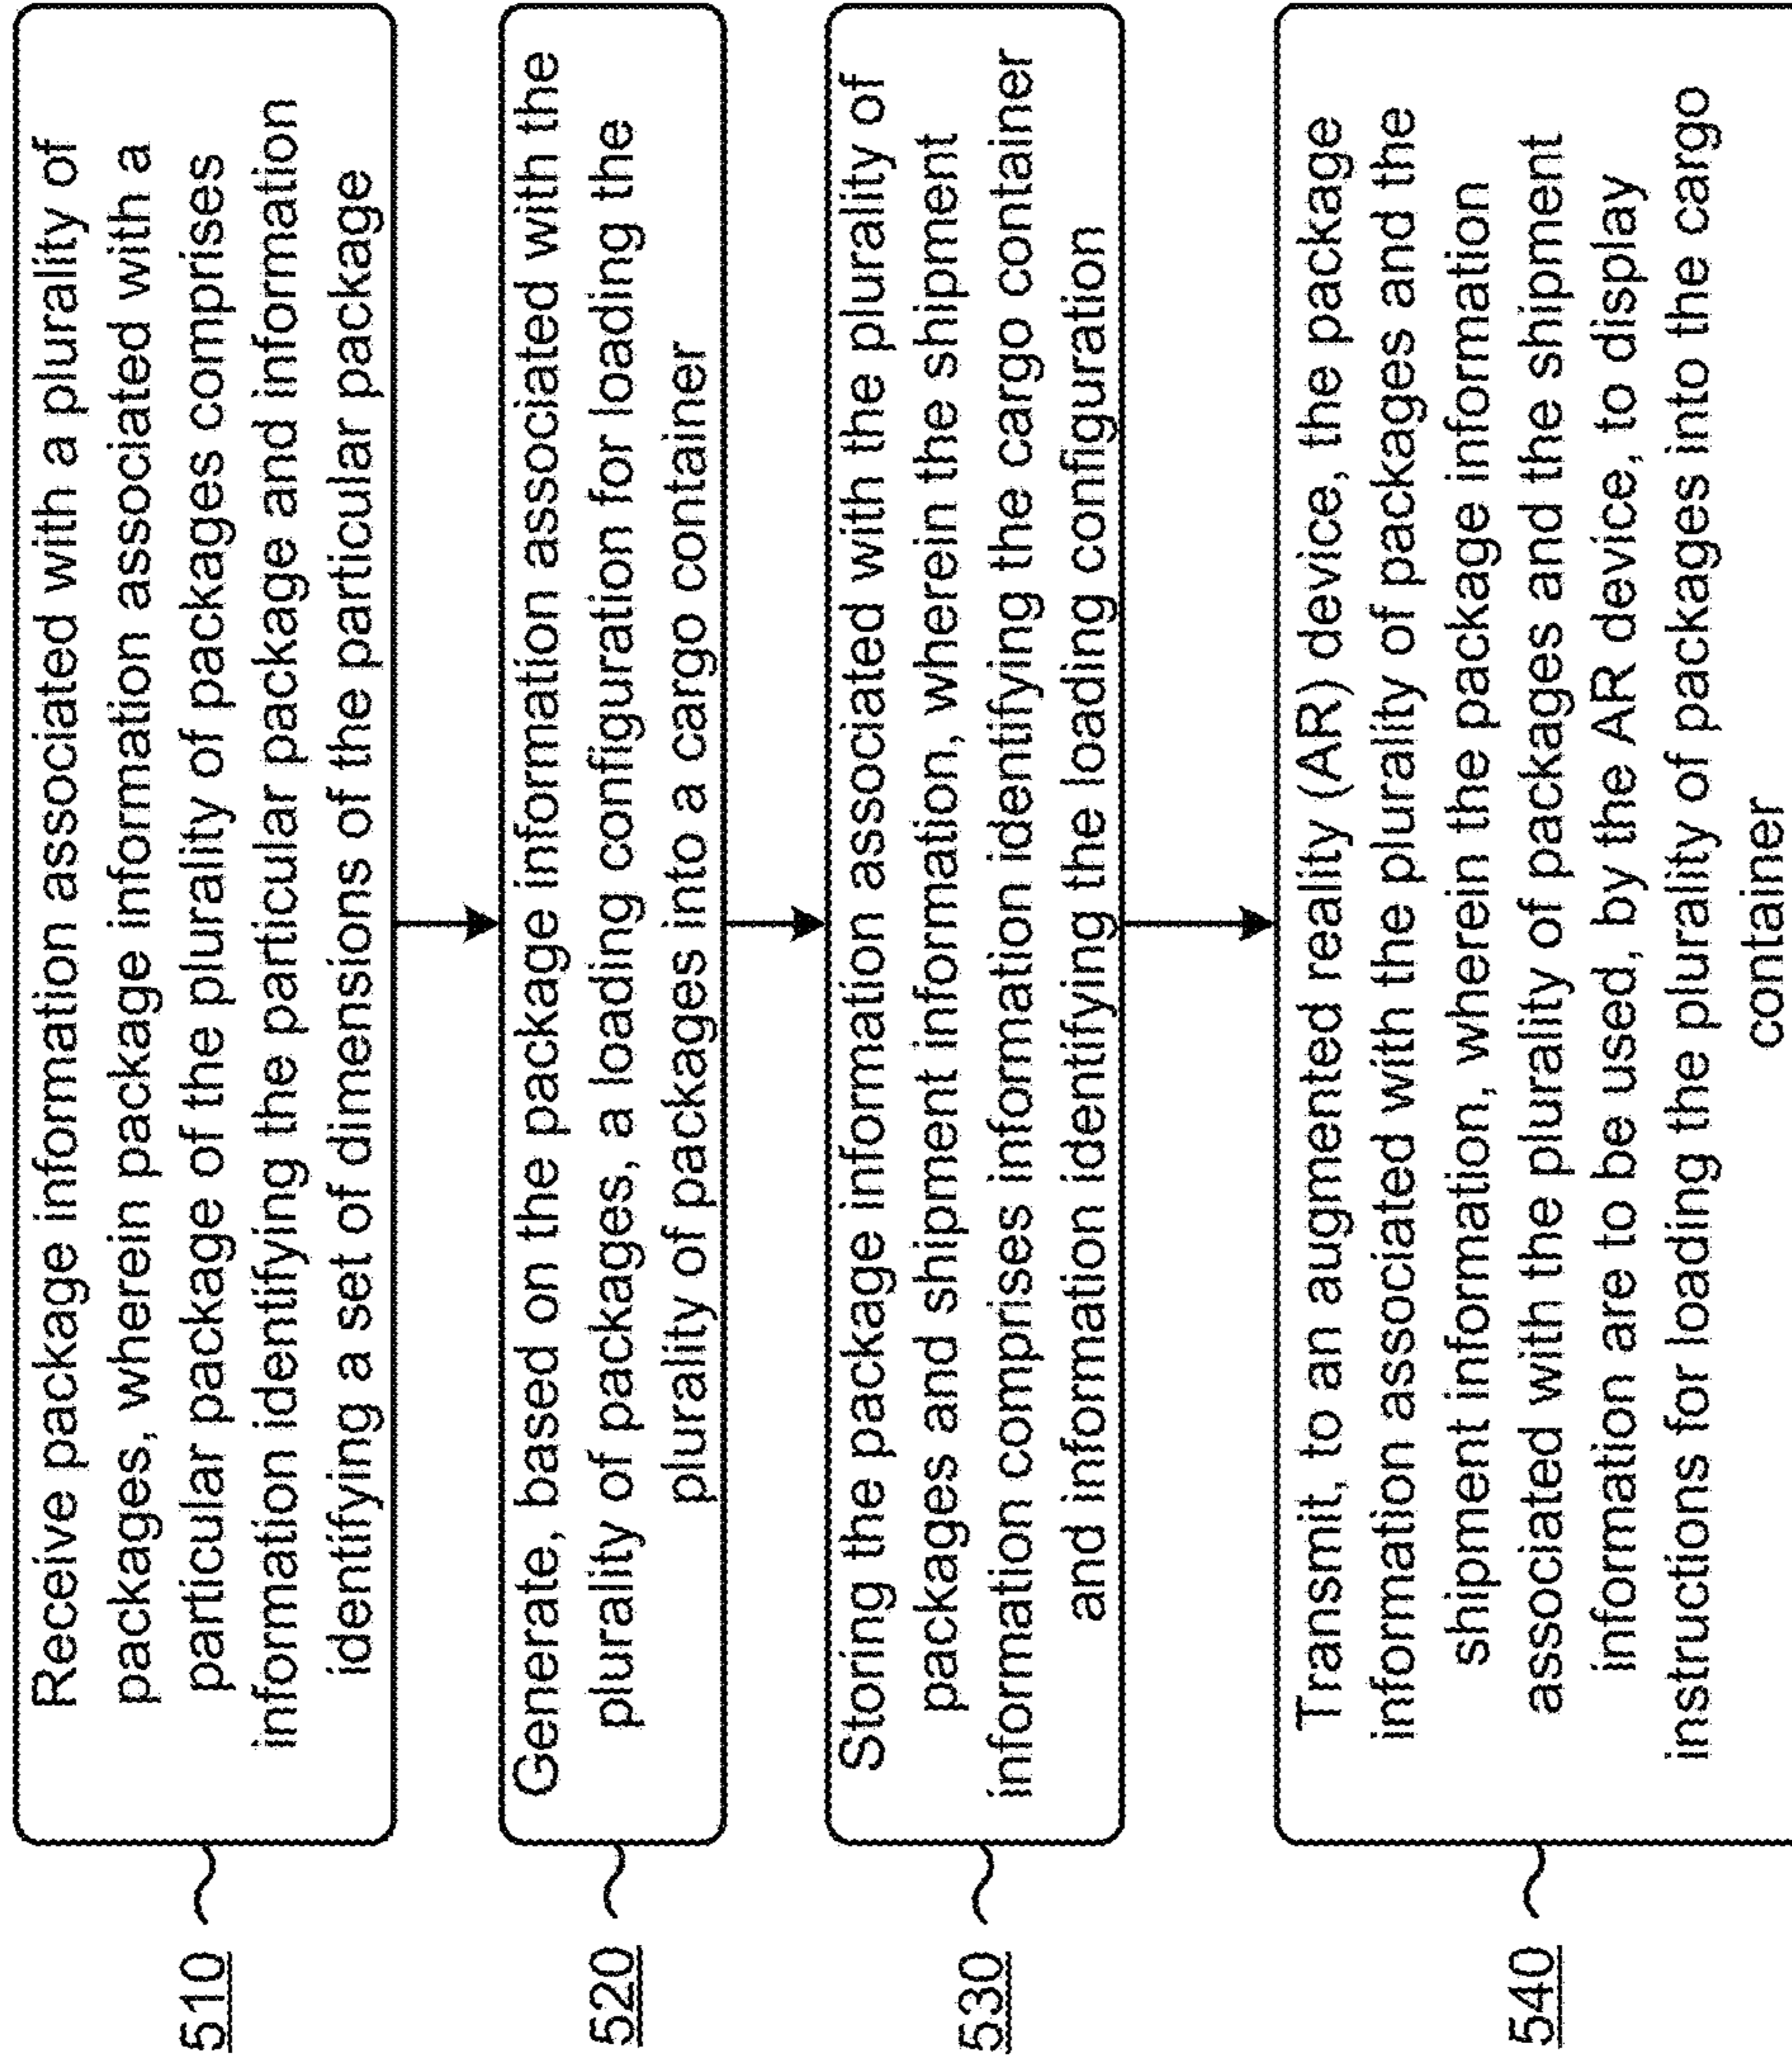 510
Receive package information associated with a plurality of
packages, wherein package information associated with a
particular package of the plurality of packages comprises
information identifying the particular package and information
identifying a set of dimensions of the particular package
520
Generate, based on the package information associated with the
plurality of packages, a loading configuration for loading the
plurality of packages into a cargo container
530
Storing the package information associated with the plurality of
packages and shipment information, wherein the shipment
information comprises information identifying the cargo container
and information identifying the loading configuration
540
Transmit, to an augmented reality (AR) device, the package
information associated with the plurality of packages and the
shipment information, wherein the package information
associated with the plurality of packages and the shipment
information are to be used, by the AR device, to display
instructions for loading the plurality of packages into the cargo
container